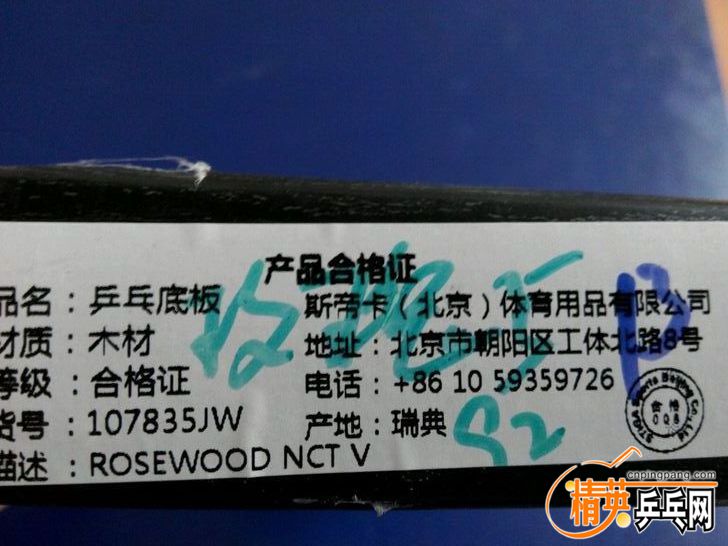 产品合格证
品名：乒乓底板
材质：木材
等级：合格证
货号：107835JW
描述：ROSEWOOD NCT V
斯帝卡（北京）体育用品有限公司
地址：北京市朝阳区工体北路8号
电话：+86 10 59359726
产地：瑞典
92
合格
008
cnpingpang.com
精英乒乓网